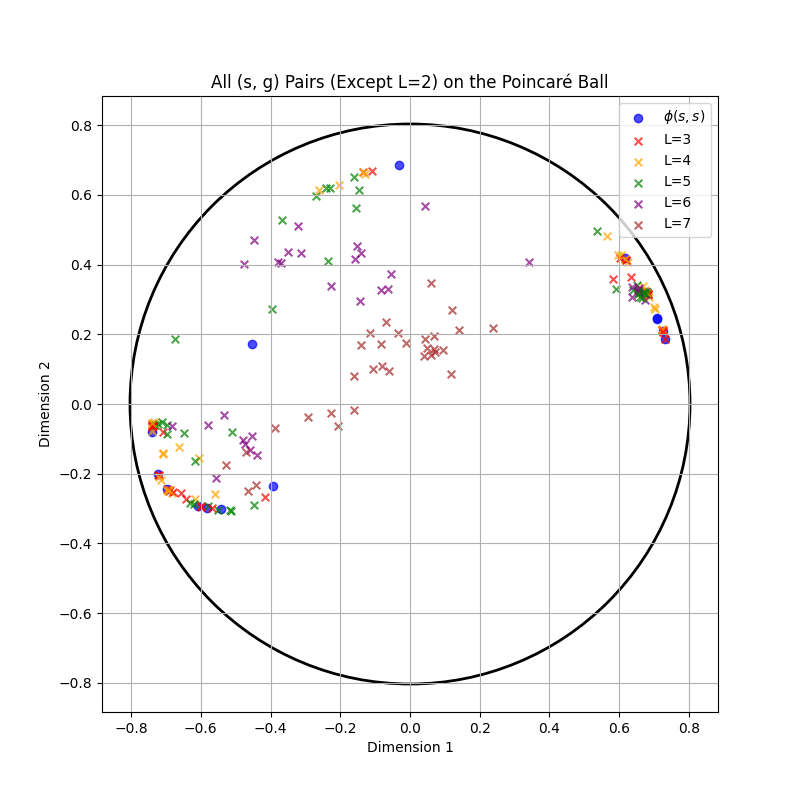 All (s, g) Pairs (Except L=2) on the Poincaré Ball
ϕ(s, s)
L=3
L=4
L=5
L=6
L=7
0.8
0.6
0.4
0.2
0.0
−0.2
−0.4
−0.6
−0.8
Dimension 2
−0.8 −0.6 −0.4 −0.2 0.0 0.2 0.4 0.6 0.8
Dimension 1